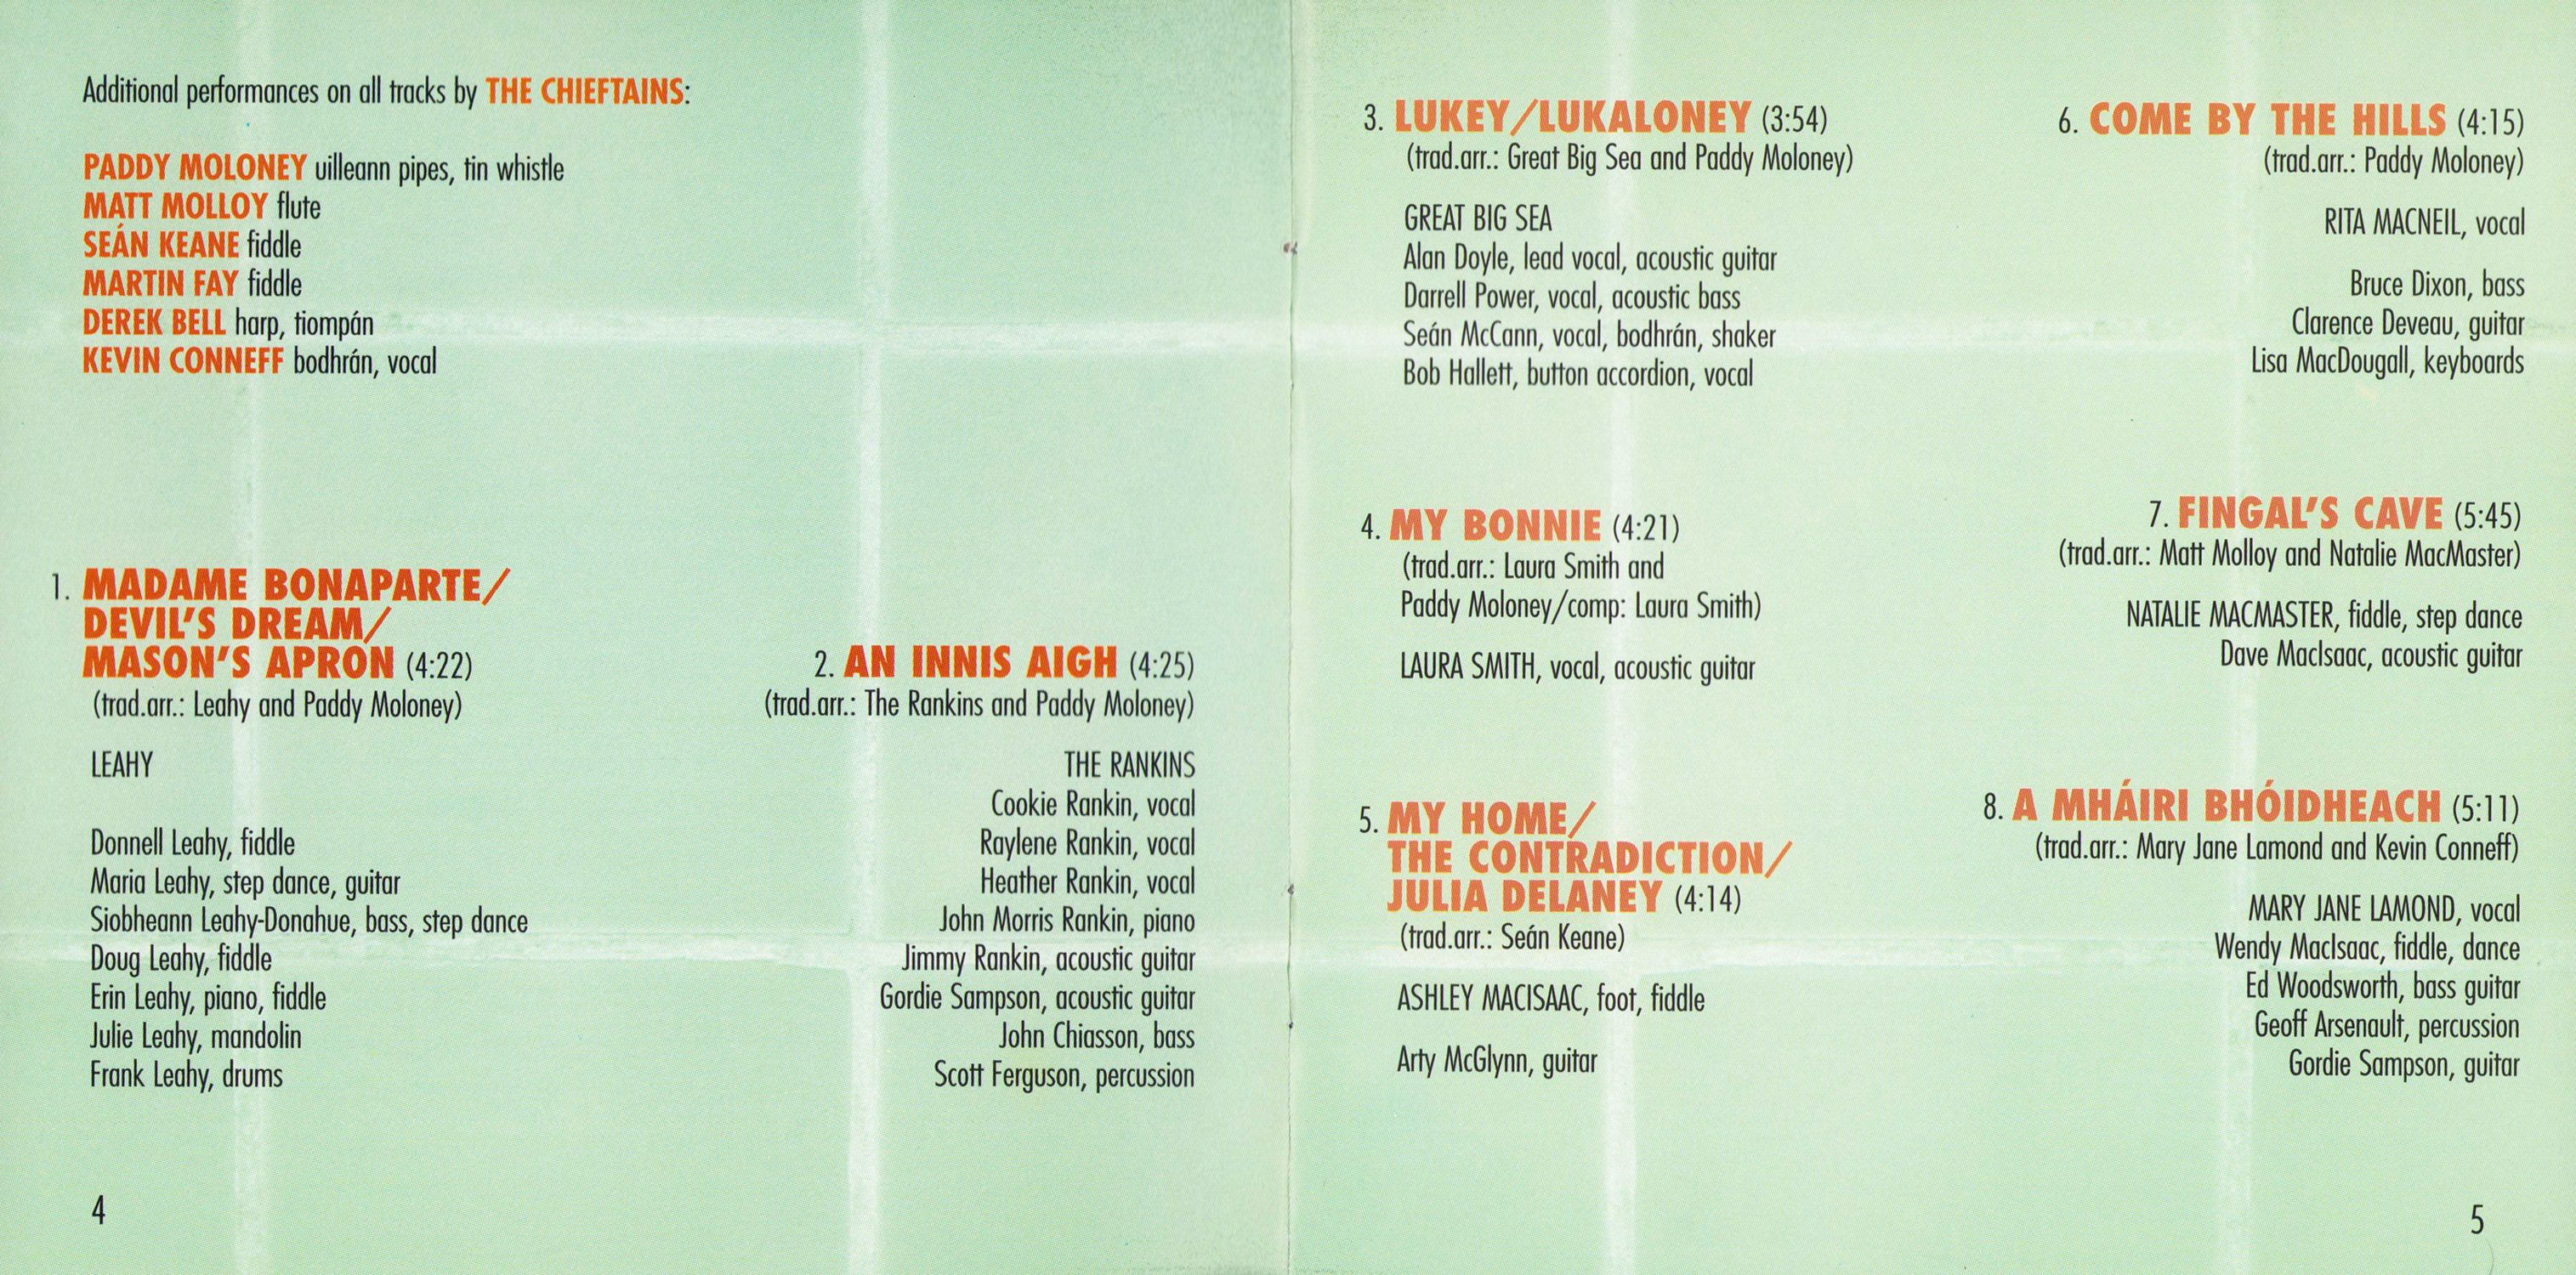 Additional performances on all tracks by THE CHIEFTAINS:
PADDY MOLONEY uilleann pipes, tin whistle
MATT MOLLOY flute
SEÁN KEANE fiddle
MARTIN FAY fiddle
DEREK BELL harp, tiompán
KEVIN CONNEFF bodhrán, vocal
1. MADAME BONAPARTE/
DEVIL'S DREAM/
MASON'S APRON (4:22)
(trad.arr.: Leahy and Paddy Moloney)
LEAHY
Donnell Leahy, fiddle
Maria Leahy, step dance, guitar
Siobheann Leahy-Donahue, bass, step dance
Doug Leahy, fiddle
Erin Leahy, piano, fiddle
Julie Leahy, mandolin
Frank Leahy, drums
2. AN INNIS AIGH (4:25)
(trad.arr.: The Rankins and Paddy Moloney)
THE RANKINS
Cookie Rankin, vocal
Raylene Rankin, vocal
Heather Rankin, vocal
John Morris Rankin, piano
Jimmy Rankin, acoustic guitar
Gordie Sampson, acoustic guitar
John Chiasson, bass
Scott Ferguson, percussion
4
3. LUKEY/LUKALONEY (3:54)
(trad.arr.: Great Big Sea and Paddy Moloney)
GREAT BIG SEA
Alan Doyle, lead vocal, acoustic guitar
Darrell Power, vocal, acoustic bass
Seán McCann, vocal, bodhrán, shaker
Bob Hallett, button accordion, vocal
4. MY BONNIE (4:21)
(trad.arr.: Laura Smith and
Paddy Moloney/comp: Laura Smith)
LAURA SMITH, vocal, acoustic guitar
5. MY HOME/
THE CONTRADICTION/
JULIA DELANEY (4:14)
(trad.arr.: Seán Keane)
ASHLEY MACISAAC, foot, fiddle
Arty McGlynn, guitar
6. COME BY THE HILLS (4:15)
(trad.arr.: Paddy Moloney)
RITA MACNEIL, vocal
Bruce Dixon, bass
Clarence Deveau, guitar
Lisa MacDougall, keyboards
7. FINGAL'S CAVE (5:45)
(trad.arr.: Matt Molloy and Natalie MacMaster)
NATALIE MACMASTER, fiddle, step dance
Dave MacIsaac, acoustic guitar
8. A MHÁIRI BHÓIDHEACH (5:11)
(trad.arr.: Mary Jane Lamond and Kevin Conneff)
MARY JANE LAMOND, vocal
Wendy MacIsaac, fiddle, dance
Ed Woodsworth, bass guitar
Geoff Arsenault, percussion
Gordie Sampson, guitar
5